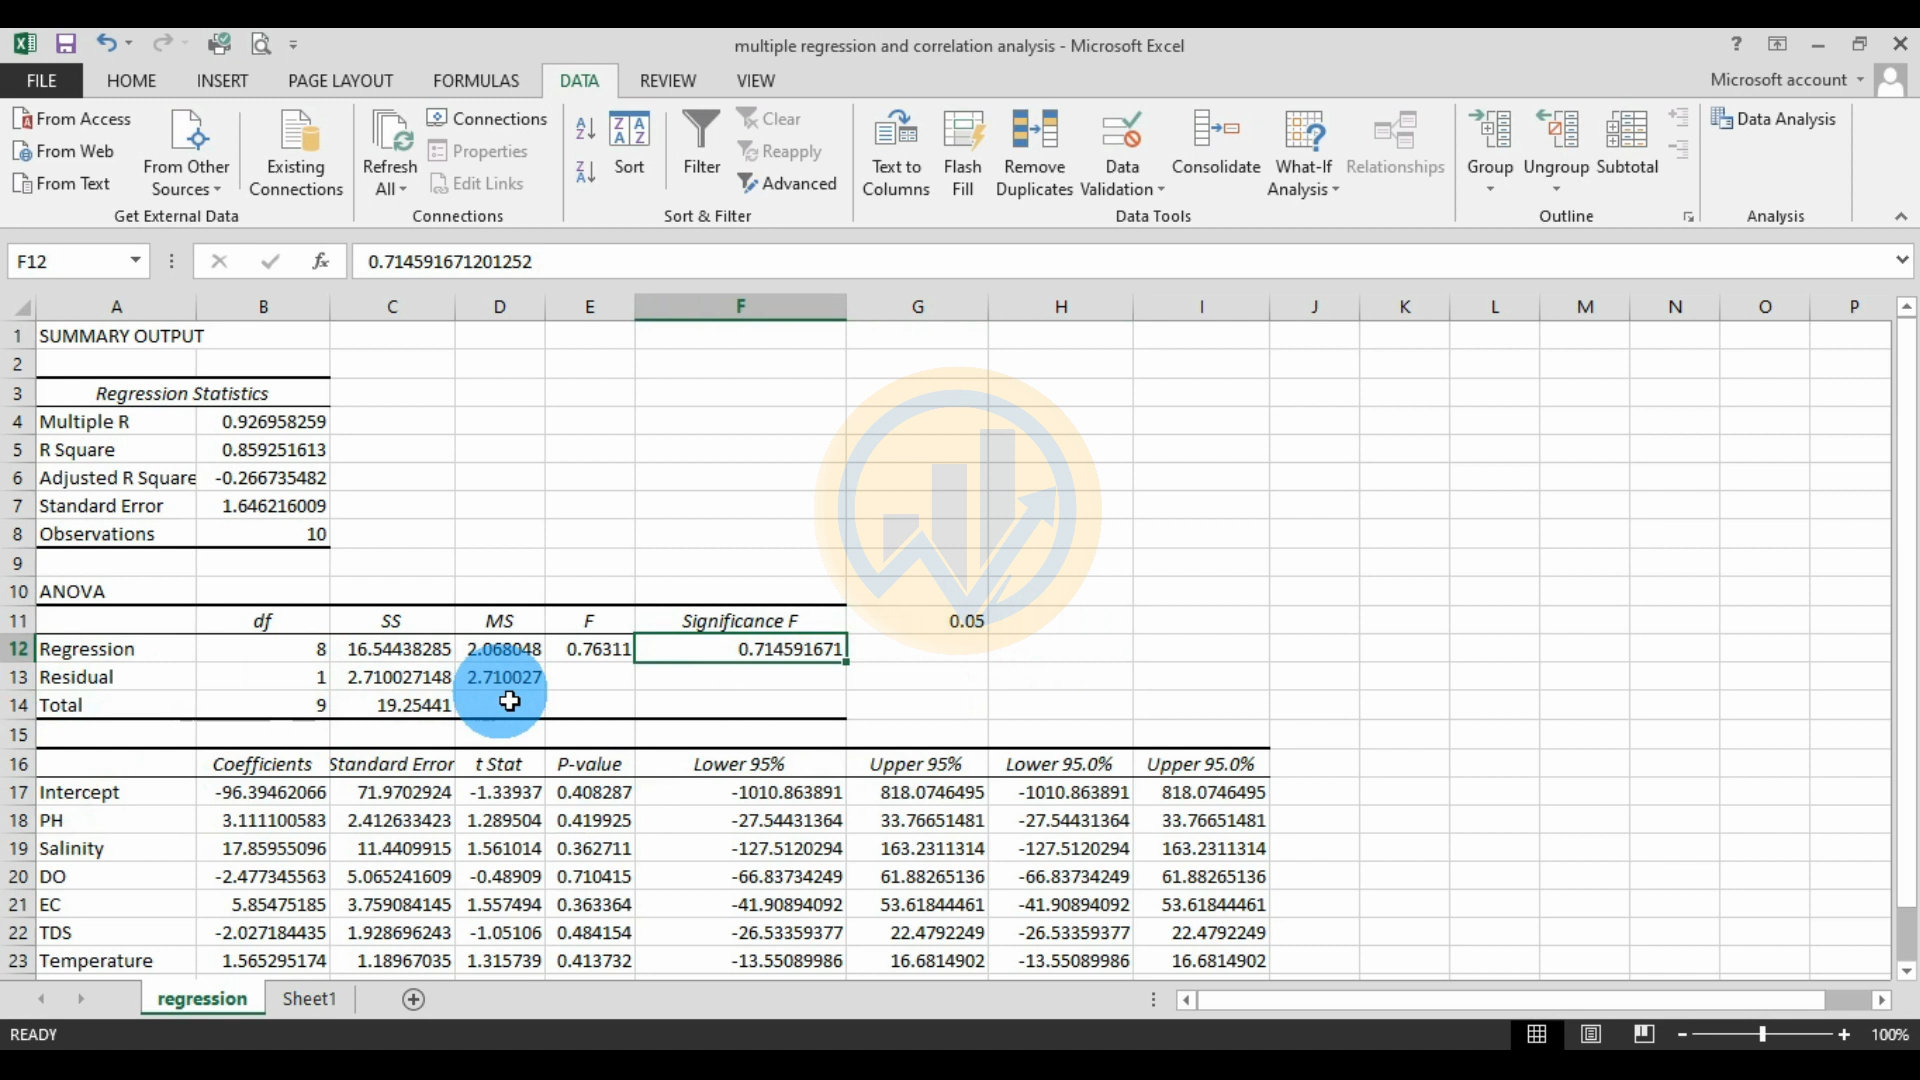 multiple regression and correlation analysis - Microsoft Excel
FILE HOME INSERT PAGE LAYOUT FORMULAS DATA REVIEW VIEW Microsoft account
From Access
From Web
From Text
From Other Sources
Existing Connections
Get External Data
Refresh All
Connections
Properties
Edit Links
Connections
Sort
Filter
Clear
Reapply
Advanced
Sort & Filter
Text to Columns
Flash Fill
Remove Duplicates
Data Validation
Consolidate
What-If Analysis
Relationships
Data Tools
Group
Ungroup
Subtotal
Outline
Data Analysis
Analysis
F12 fx 0.714591671201252
A B C D E F G H I J K L M N O P
1 SUMMARY OUTPUT
2
3 Regression Statistics
4 Multiple R 0.926958259
5 R Square 0.859251613
6 Adjusted R Square -0.266735482
7 Standard Error 1.646216009
8 Observations 10
9
10 ANOVA
11 df SS MS F Significance F 0.05
12 Regression 8 16.54438285 2.068048 0.76311 0.714591671
13 Residual 1 2.710027148 2.710027
14 Total 9 19.25441
15
16 Coefficients Standard Error t Stat P-value Lower 95% Upper 95% Lower 95.0% Upper 95.0%
17 Intercept -96.39462066 71.9702924 -1.33937 0.408287 -1010.863891 818.0746495 -1010.863891 818.0746495
18 PH 3.111100583 2.412633423 1.289504 0.419925 -27.54431364 33.76651481 -27.54431364 33.76651481
19 Salinity 17.85955096 11.4409915 1.561014 0.362711 -127.5120294 163.2311314 -127.5120294 163.2311314
20 DO -2.477345563 5.065241609 -0.48909 0.710415 -66.83734249 61.88265136 -66.83734249 61.88265136
21 EC 5.85475185 3.759084145 1.557494 0.363364 -41.90894092 53.61844461 -41.90894092 53.61844461
22 TDS -2.027184435 1.928696243 -1.05106 0.484154 -26.53359377 22.4792249 -26.53359377 22.4792249
23 Temperature 1.565295174 1.18967035 1.315739 0.413732 -13.55089986 16.6814902 -13.55089986 16.6814902
regression Sheet1
READY 100%